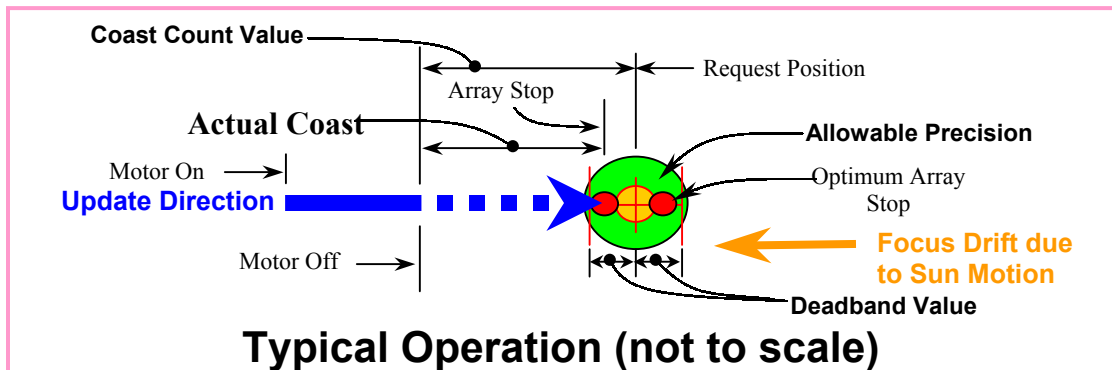 Coast Count Value
Request Position
Array Stop
Actual Coast
Allowable Precision
Motor On
Optimum Array
Stop
Update Direction
Focus Drift due
to Sun Motion
Motor Off
Deadband Value
Typical Operation (not to scale)